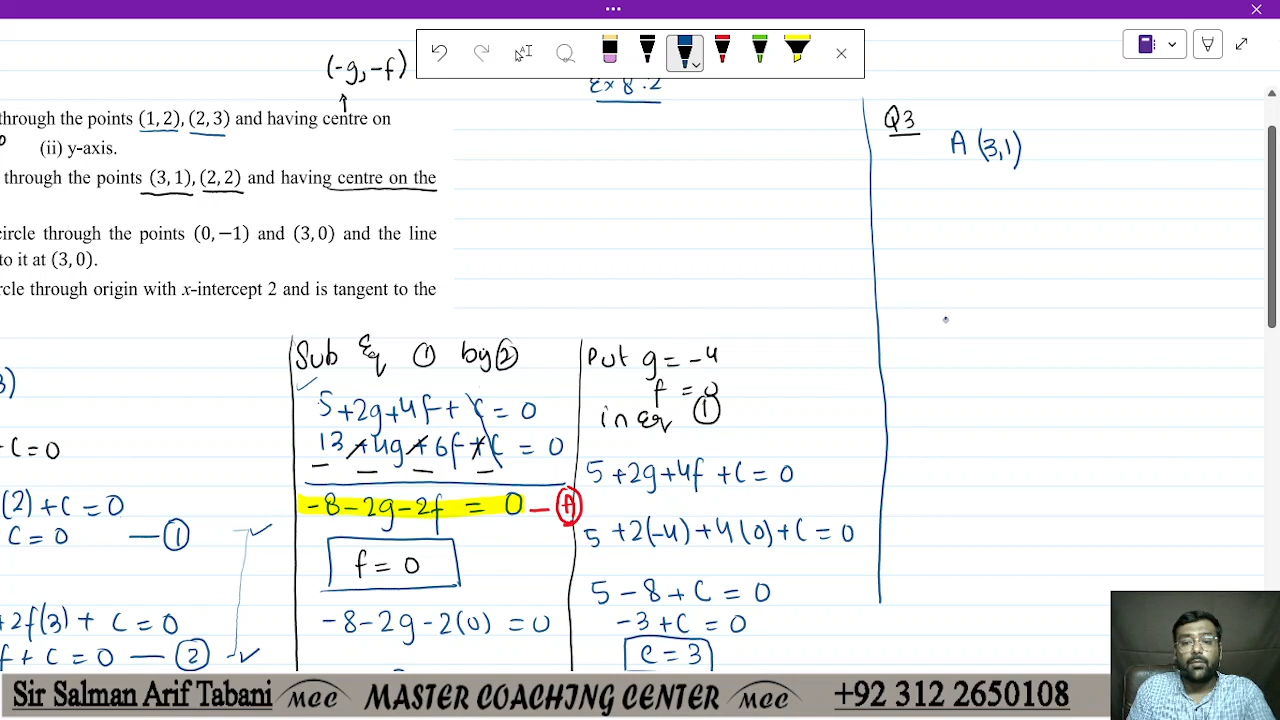 (-g, -f)
Ex 8.2
through the points (1, 2), (2, 3) and having centre on
(ii) y-axis.
through the points (3, 1), (2, 2) and having centre on the
circle through the points (0, −1) and (3, 0) and the line
to it at (3, 0).
rcle through origin with x-intercept 2 and is tangent to the
Q3
A (3,1)
3)
- C = 0
(2) + C = 0
C = 0 — ①
+2f(3) + C = 0
f + C = 0 — ②
Sub Eq ① by ②
5+2g+4f+ C = 0
13 +4g+6f+C = 0
-8-2g-2f = 0 — Ⓐ
f = 0
-8-2g-2(0) = 0
Put g = -4
f = 0
in Eq ①
5+2g+4f +C = 0
5 +2(-4)+4(0)+C = 0
5 - 8 + C = 0
-3 + C = 0
C = 3
Sir Salman Arif Tabani MCC MASTER COACHING CENTER MCC +92 312 2650108